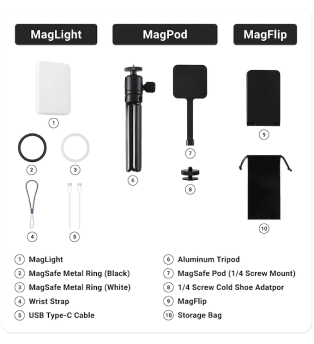 MagLight
MagPod
MagFlip
1
2
3
4
5
6
7
8
9
10
1 MagLight
2 MagSafe Metal Ring (Black)
3 MagSafe Metal Ring (White)
4 Wrist Strap
5 USB Type-C Cable
6 Aluminum Tripod
7 MagSafe Pod (1/4 Screw Mount)
8 1/4 Screw Cold Shoe Adatpor
9 MagFlip
10 Storage Bag